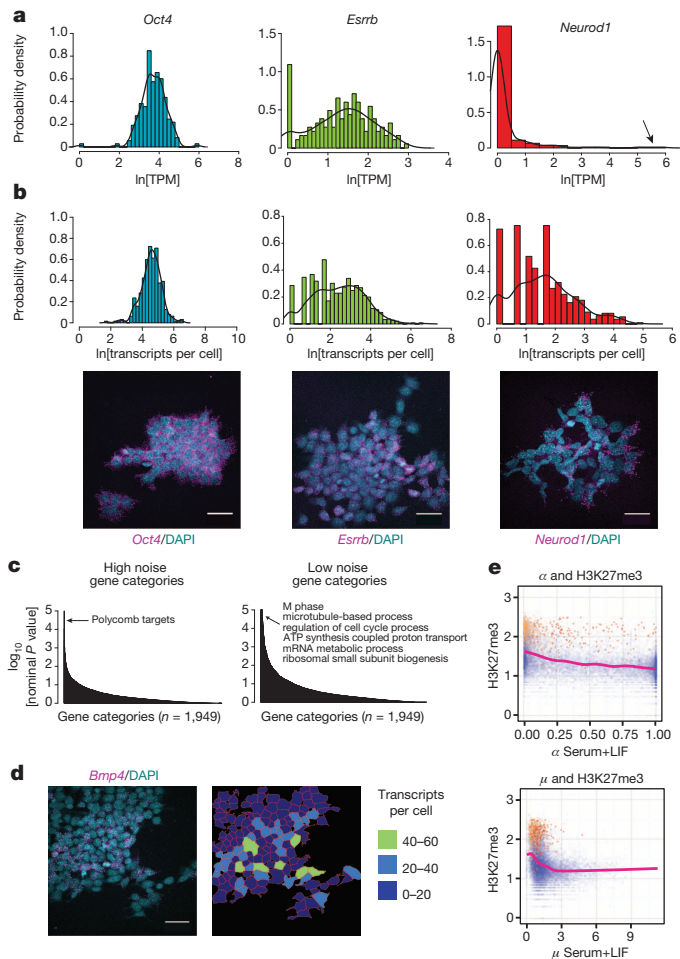 a
Oct4
Esrrb
Neurod1
Probability density
1.0
0.8
0.6
0.4
0.2
0
0 2 4 6
ln[TPM]
1.5
1.0
0.5
0
0 1 2 3 4
ln[TPM]
1.5
1.0
0.5
0
0 1 2 3 4 5 6
ln[TPM]
b
Probability density
1.0
0.8
0.6
0.4
0.2
0
0 2 4 6 8 10
ln[transcripts per cell]
0.8
0.6
0.4
0.2
0
0 2 4 6 8
ln[transcripts per cell]
0.8
0.6
0.4
0.2
0
0 1 2 3 4 5 6
ln[transcripts per cell]
Oct4/DAPI
Esrrb/DAPI
Neurod1/DAPI
c
High noise
gene categories
log10
[nominal P value]
5
4
3
2
1
0
Polycomb targets
Gene categories (n = 1,949)
Low noise
gene categories
5
4
3
2
1
0
M phase
microtubule-based process
regulation of cell cycle process
ATP synthesis coupled proton transport
mRNA metabolic process
ribosomal small subunit biogenesis
Gene categories (n = 1,949)
d
Bmp4/DAPI
Transcripts
per cell
40–60
20–40
0–20
e
α and H3K27me3
H3K27me3
3
2
1
0
0.00 0.25 0.50 0.75 1.00
α Serum+LIF
μ and H3K27me3
H3K27me3
3
2
1
0
0 3 6 9
μ Serum+LIF